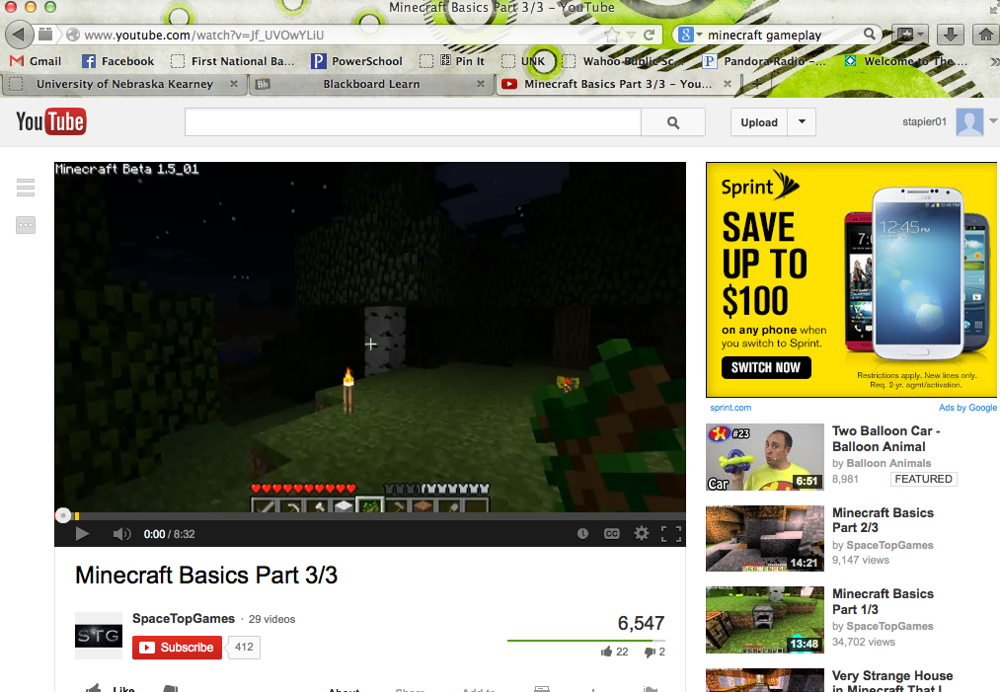 Minecraft Basics Part 3/3 – YouTube
www.youtube.com/watch?v=Jf_UVOwYLiU
minecraft gameplay
Gmail Facebook First National Ba... PowerSchool Pin It UNK Wahoo Public Sc... Pandora Radio –... Welcome to The ...
University of Nebraska Kearney Blackboard Learn Minecraft Basics Part 3/3 – You...
YouTube
Upload
stapier01
Minecraft Beta 1.5_01
0:00 / 8:32
CC
Minecraft Basics Part 3/3
STG
SpaceTopGames · 29 videos
Subscribe 412
6,547
22 2
Like About Share Add to
Sprint
SAVE
UP TO
$100
on any phone when
you switch to Sprint.
SWITCH NOW
12:45 PM
Restrictions apply. New lines only.
Req. 2-yr. agmt/activation.
sprint.com Ads by Google
#23
Car
6:51
Two Balloon Car -
Balloon Animal
by Balloon Animals
8,981 FEATURED
14:21
Minecraft Basics
Part 2/3
by SpaceTopGames
9,147 views
13:48
Minecraft Basics
Part 1/3
by SpaceTopGames
34,702 views
Very Strange House
in Minecraft That I